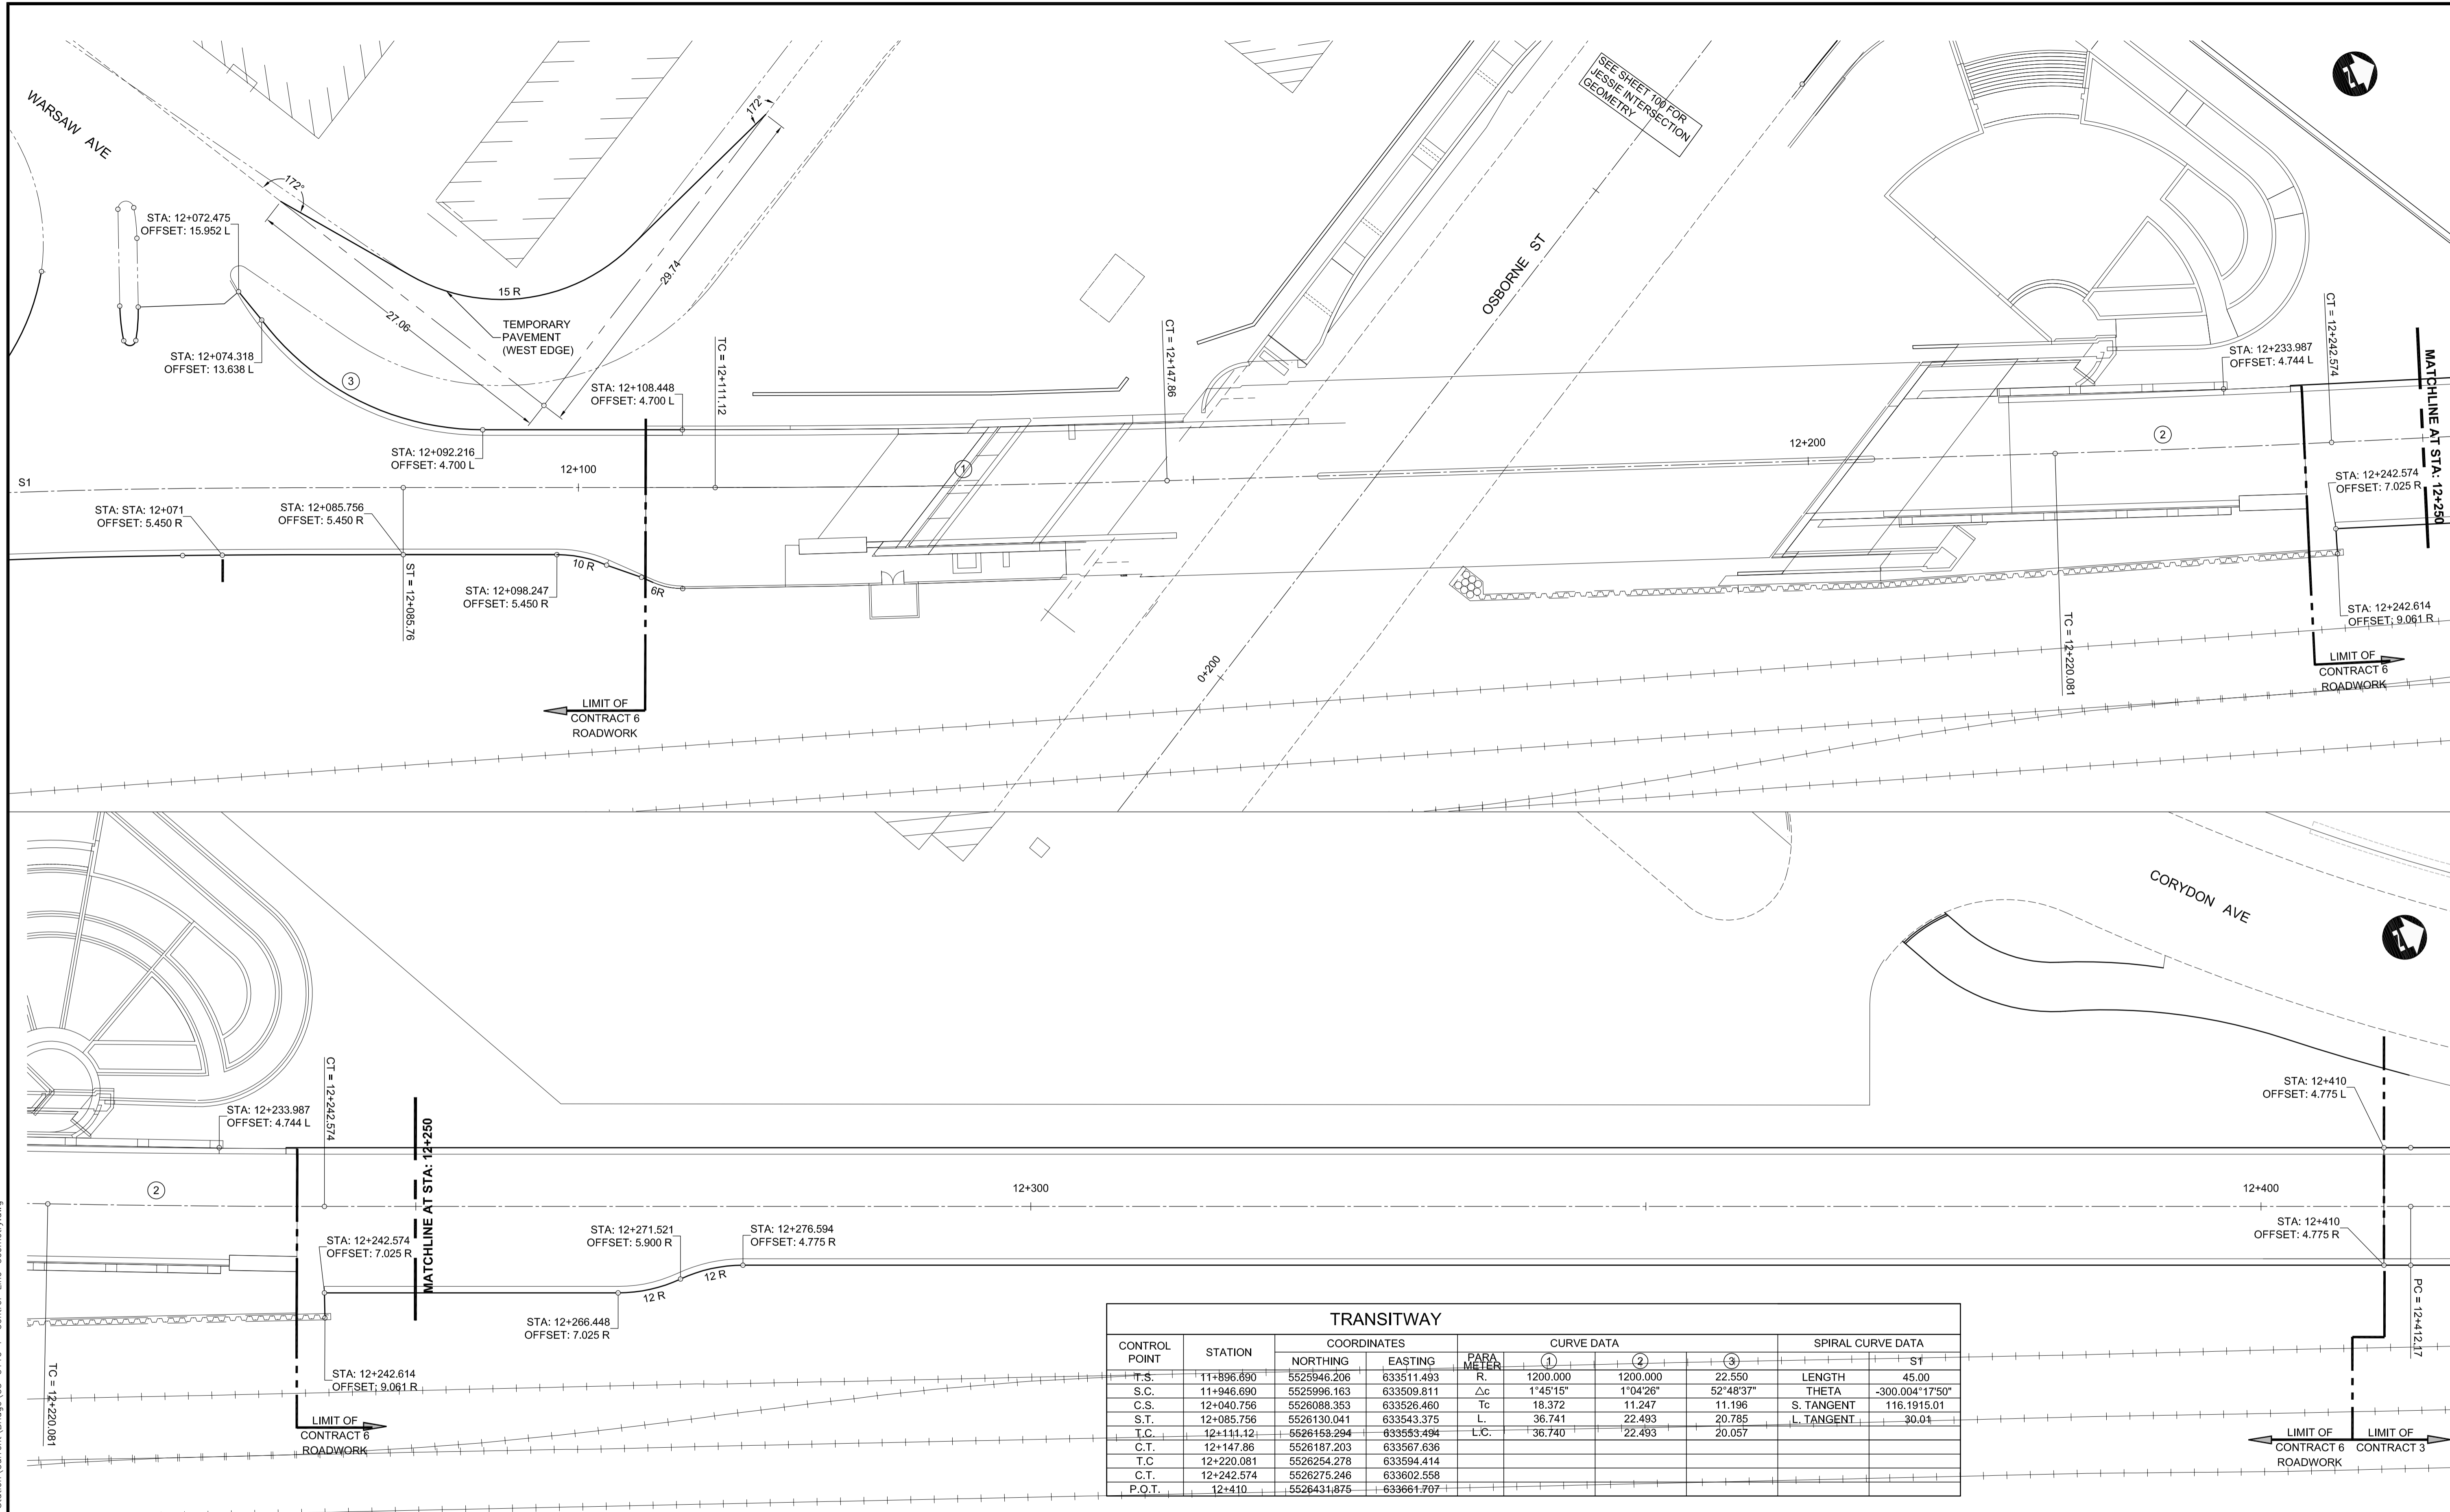 WARSAW AVE
172°
172°
STA: 12+072.475
OFFSET: 15.952 L
15 R
29.74
27.06
TEMPORARY
PAVEMENT
(WEST EDGE)
STA: 12+074.318
OFFSET: 13.638 L
3
STA: 12+108.448
OFFSET: 4.700 L
TC = 12+111.12
CT = 12+147.86
OSBORNE ST
SEE SHEET 100 FOR
JESSIE INTERSECTION
GEOMETRY
STA: 12+233.987
OFFSET: 4.744 L
CT = 12+242.574
MATCHLINE AT STA: 12+250
STA: 12+092.216
OFFSET: 4.700 L
12+100
1
12+200
2
S1
STA: 12+242.574
OFFSET: 7.025 R
STA: STA: 12+071
OFFSET: 5.450 R
STA: 12+085.756
OFFSET: 5.450 R
ST = 12+085.76
STA: 12+098.247
OFFSET: 5.450 R
10 R
6R
STA: 12+242.614
OFFSET: 9.061 R
TC = 12+220.081
0+200
LIMIT OF
CONTRACT 6
ROADWORK
LIMIT OF
CONTRACT 6
ROADWORK
CORYDON AVE
STA: 12+233.987
OFFSET: 4.744 L
CT = 12+242.574
MATCHLINE AT STA: 12+250
STA: 12+410
OFFSET: 4.775 L
2
12+300
12+400
STA: 12+242.574
OFFSET: 7.025 R
STA: 12+271.521
OFFSET: 5.900 R
STA: 12+276.594
OFFSET: 4.775 R
STA: 12+410
OFFSET: 4.775 R
12 R
12 R
STA: 12+266.448
OFFSET: 7.025 R
PC = 12+412.17
TC = 12+220.081
STA: 12+242.614
OFFSET: 9.061 R
LIMIT OF
CONTRACT 6
ROADWORK
TRANSITWAY
CONTROL POINT STATION COORDINATES CURVE DATA SPIRAL CURVE DATA
NORTHING EASTING PARA METER 1 2 3 S1
T.S. 11+896.690 5525946.206 633511.493 R. 1200.000 1200.000 22.550 LENGTH 45.00
S.C. 11+946.690 5525996.163 633509.811 △c 1°45'15" 1°04'26" 52°48'37" THETA -300.004°17'50"
C.S. 12+040.756 5526088.353 633526.460 Tc 18.372 11.247 11.196 S. TANGENT 116.1915.01
S.T. 12+085.756 5526130.041 633543.375 L. 36.741 22.493 20.785 L. TANGENT 30.01
T.C. 12+111.12 5526153.294 633553.494 L.C. 36.740 22.493 20.057
C.T. 12+147.86 5526187.203 633567.636
T.C 12+220.081 5526254.278 633594.414
C.T. 12+242.574 5526275.246 633602.558
P.O.T. 12+410 5526431.875 633661.707
LIMIT OF
CONTRACT 6
ROADWORK
LIMIT OF
CONTRACT 3